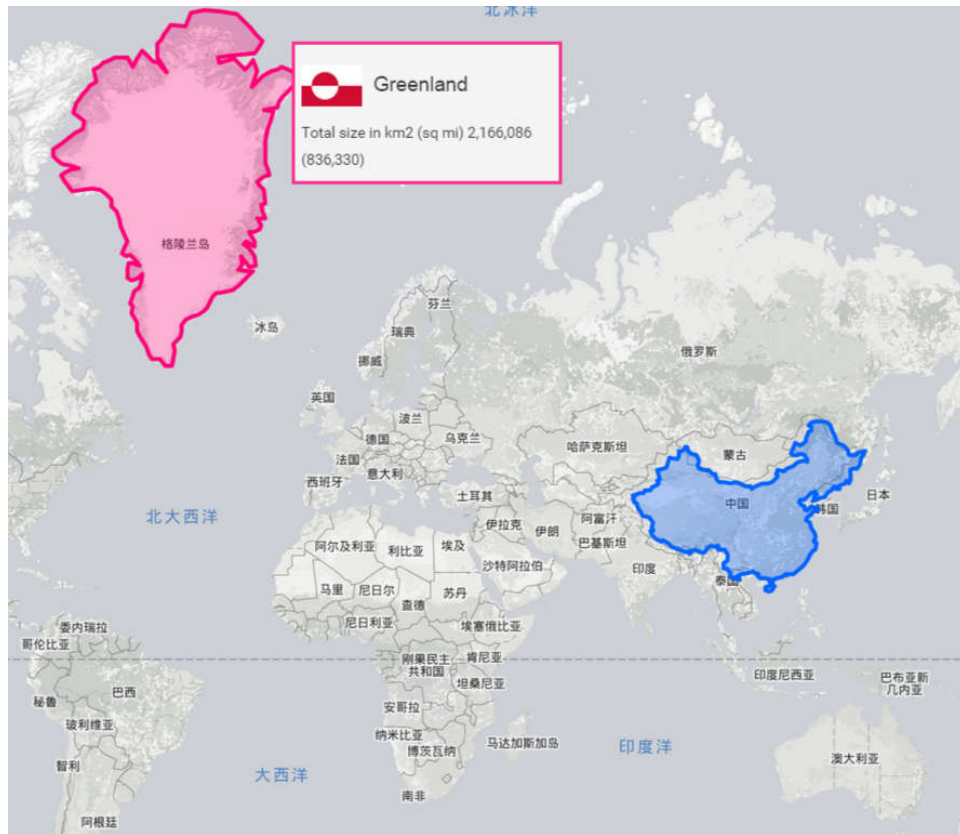 北冰洋
Greenland
Total size in km2 (sq mi) 2,166,086
(836,330)
格陵兰岛
冰岛
芬兰
瑞典
挪威
俄罗斯
英国
波兰
德国
乌克兰
哈萨克斯坦
蒙古
法国
意大利
西班牙
土耳其
中国
日本
韩国
北大西洋
伊拉克
伊朗
阿富汗
巴基斯坦
阿尔及利亚
利比亚
埃及
沙特阿拉伯
印度
泰国
马里
尼日尔
苏丹
查德
尼日利亚
埃塞俄比亚
委内瑞拉
哥伦比亚
刚果民主
共和国
肯尼亚
印度尼西亚
巴布亚新
几内亚
坦桑尼亚
巴西
秘鲁
安哥拉
玻利维亚
纳米比亚
博茨瓦纳
马达加斯加岛
印度洋
澳大利亚
智利
大西洋
南非
阿根廷